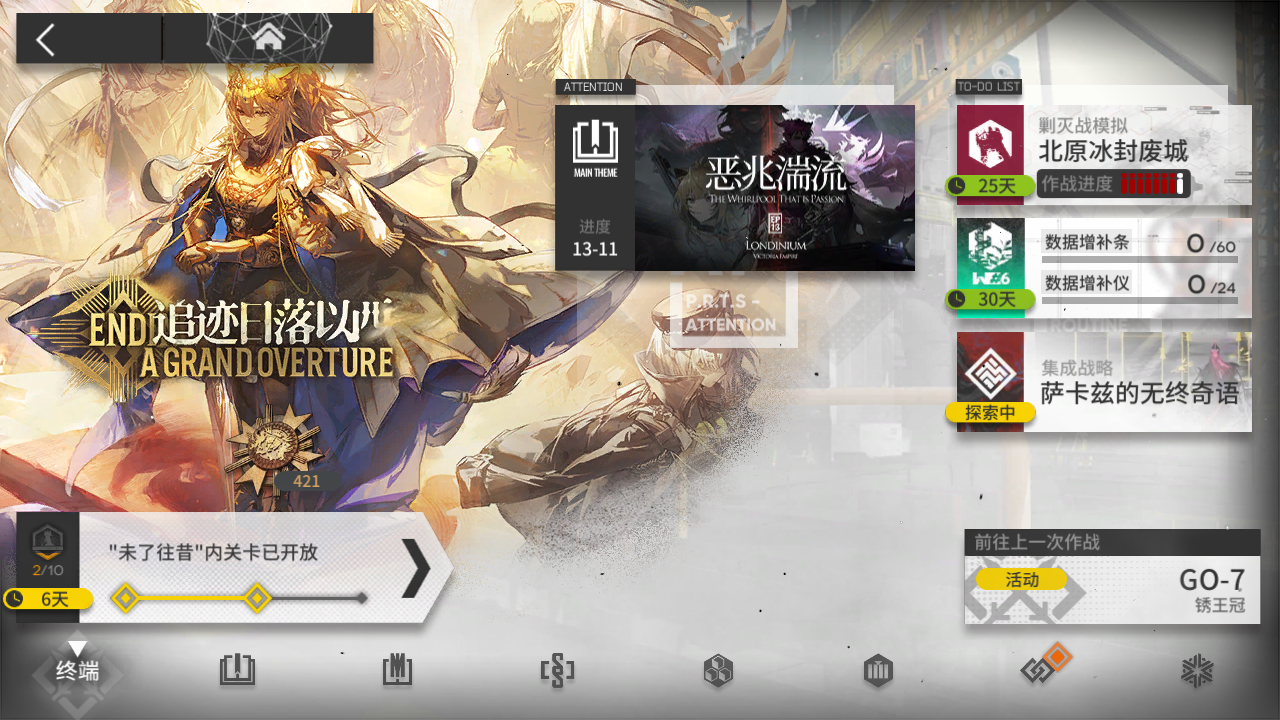 ATTENTION
MAIN THEME
进度
13-11
恶兆湍流
THE WHIRLPOOL THAT IS PASSION
EP
13
LONDINIUM
VICTORIA EMPIRE
P.R.T.S -
ATTENTION
TO-DO LIST
剿灭战模拟
北原冰封废城
25天
作战进度
数据增补条
0 /60
数据增补仪
0 /24
30天
ROUTINE
集成战略
萨卡兹的无终奇语
探索中
END
追迹日落以西
A GRAND OVERTURE
421
2/10
6天
"未了往昔"内关卡已开放
前往上一次作战
活动
GO-7
锈王冠
终端